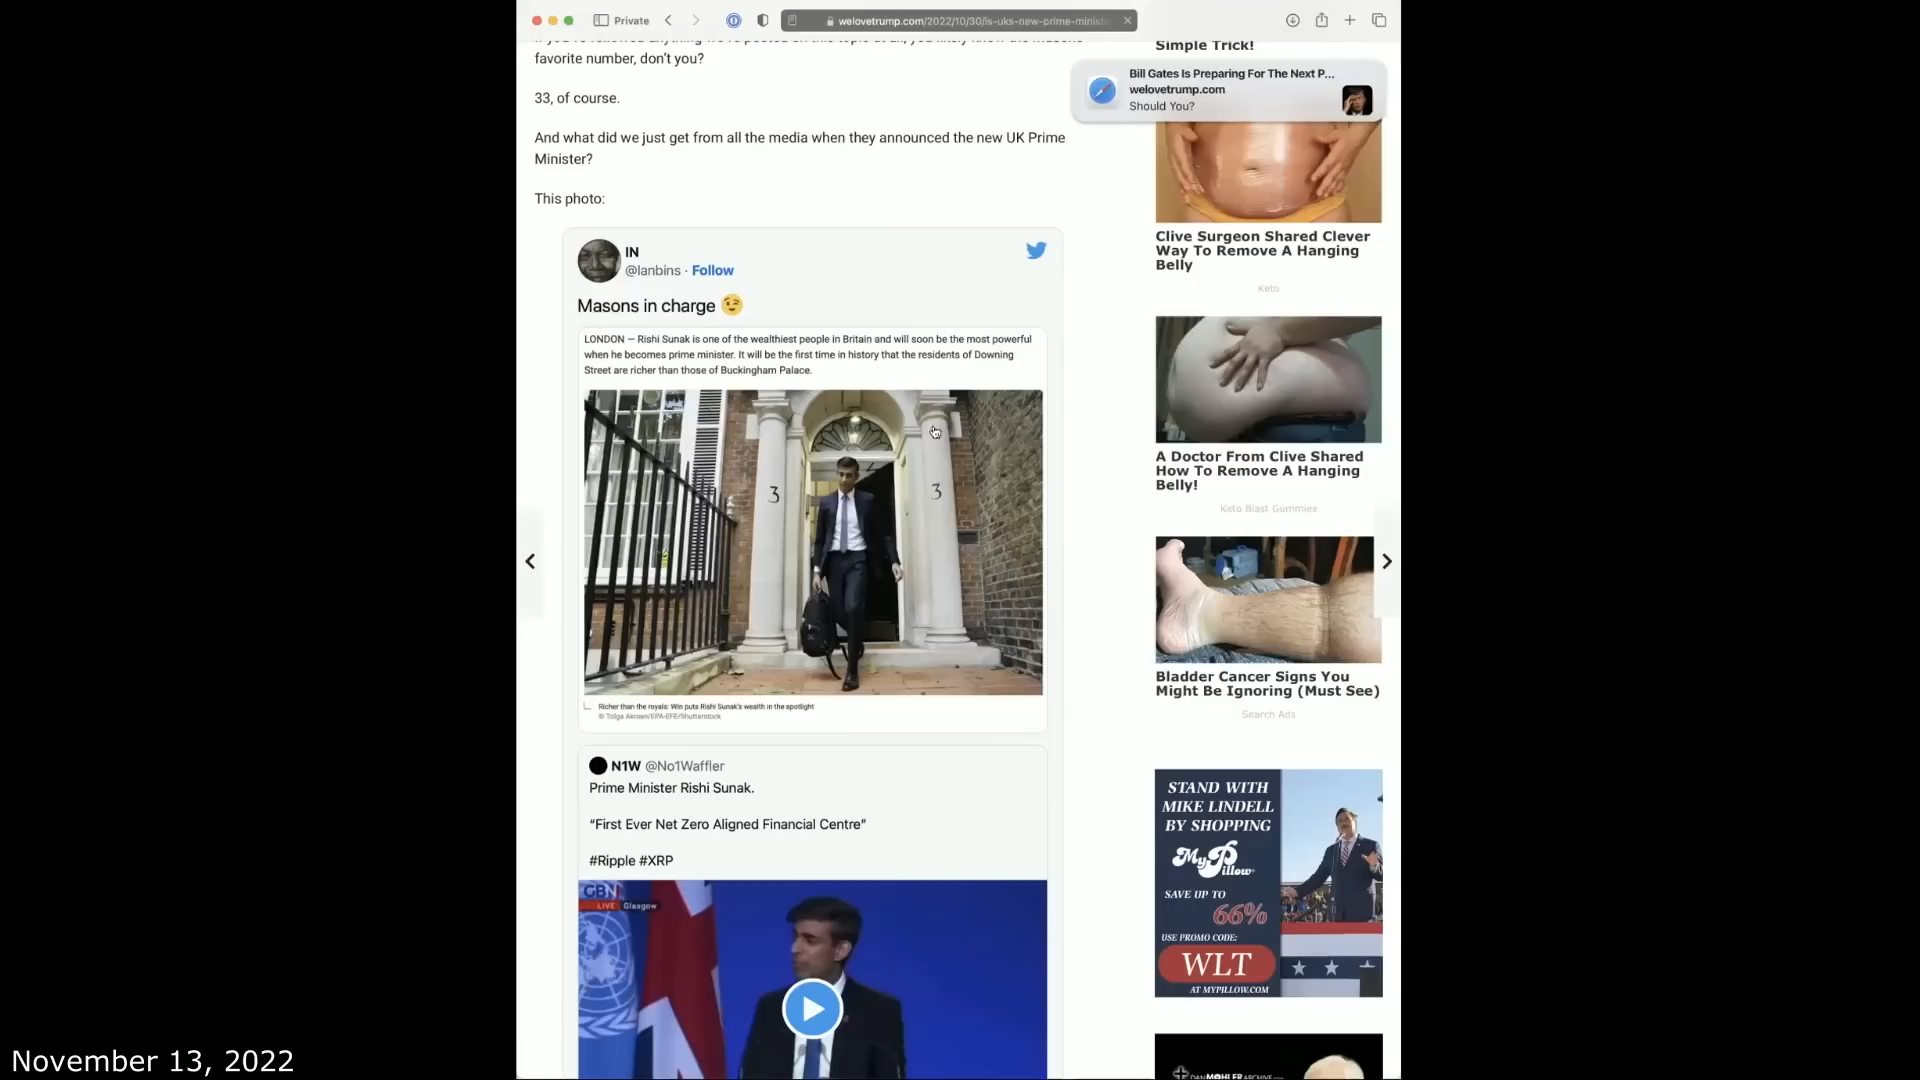 Private
welovetrump.com/2022/10/30/is-uks-new-prime-minist
favorite number, don't you?
33, of course.
And what did we just get from all the media when they announced the new UK Prime
Minister?
This photo:
IN
@lanbins · Follow
Masons in charge 😉
LONDON — Rishi Sunak is one of the wealthiest people in Britain and will soon be the most powerful
when he becomes prime minister. It will be the first time in history that the residents of Downing
Street are richer than those of Buckingham Palace.
3 3
Richer than the royals: Win puts Rishi Sunak's wealth in the spotlight
© Tolga Akmen/EPA-EFE/Shutterstock
N1W @No1Waffler
Prime Minister Rishi Sunak.
“First Ever Net Zero Aligned Financial Centre”
#Ripple #XRP
GBN
LIVE Glasgow
Simple Trick!
Bill Gates Is Preparing For The Next P...
welovetrump.com
Should You?
Clive Surgeon Shared Clever
Way To Remove A Hanging
Belly
Keto
A Doctor From Clive Shared
How To Remove A Hanging
Belly!
Keto Blast Gummies
Bladder Cancer Signs You
Might Be Ignoring (Must See)
Search Ads
STAND WITH
MIKE LINDELL
BY SHOPPING
MyPillow
SAVE UP TO
66%
USE PROMO CODE:
WLT
AT MYPILLOW.COM
November 13, 2022